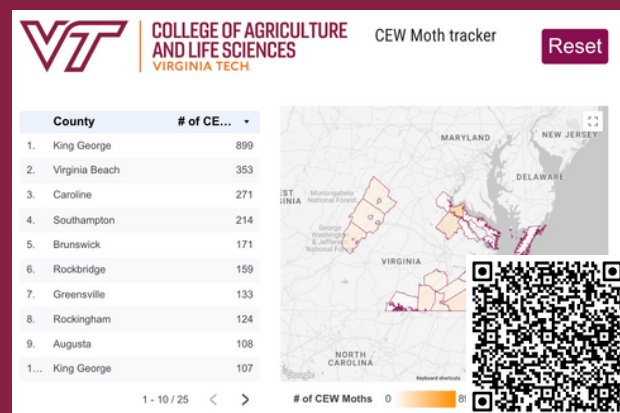 VT
COLLEGE OF AGRICULTURE
AND LIFE SCIENCES
VIRGINIA TECH.
CEW Moth tracker
Reset
County # of CE...
1. King George 899
2. Virginia Beach 353
3. Caroline 271
4. Southampton 214
5. Brunswick 171
6. Rockbridge 159
7. Greensville 133
8. Rockingham 124
9. Augusta 108
1... King George 107
1 - 10 / 25
MARYLAND
NEW JERSEY
DELAWARE
EST
GINIA
Monongahela
National Forest
George
Washington
& Jefferson
National Forest
VIRGINIA
NORTH
CAROLINA
Keyboard shortcuts
# of CEW Moths 0